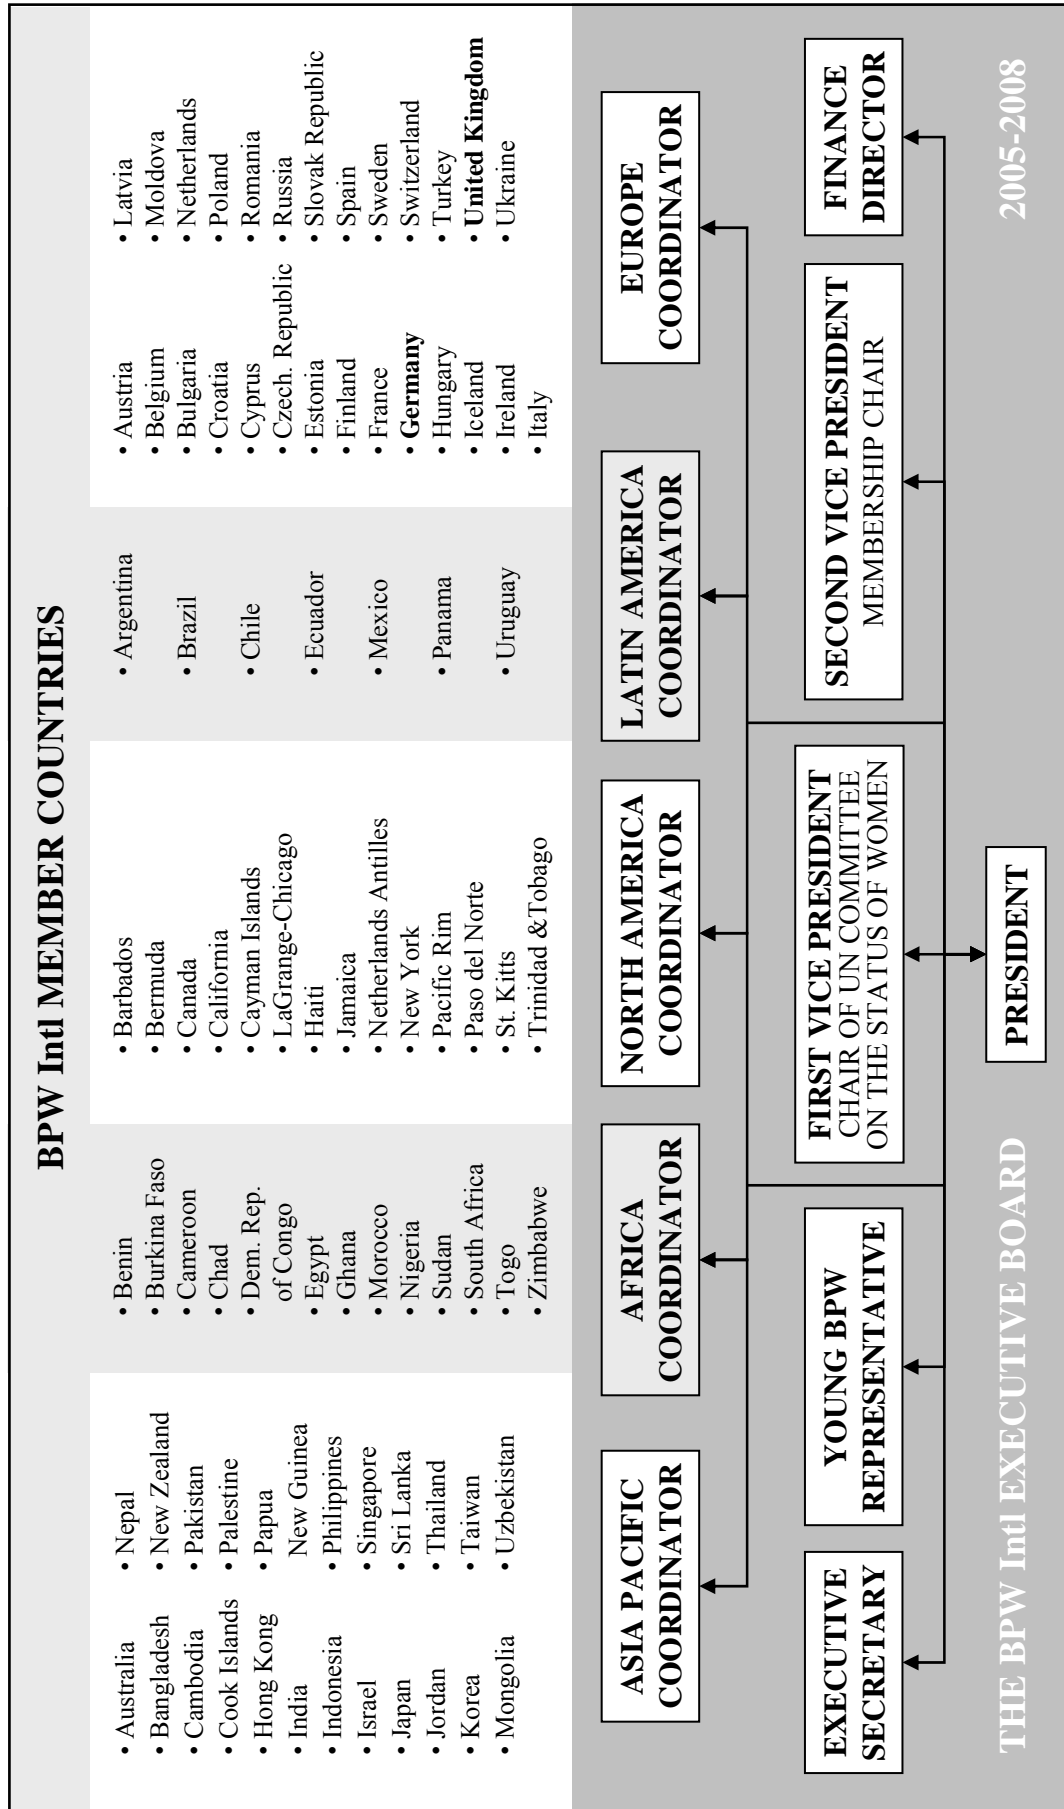 BPW Intl MEMBER COUNTRIES
• Australia
• Bangladesh
• Cambodia
• Cook Islands
• Hong Kong
• India
• Indonesia
• Israel
• Japan
• Jordan
• Korea
• Mongolia
• Nepal
• New Zealand
• Pakistan
• Palestine
• Papua
New Guinea
• Philippines
• Singapore
• Sri Lanka
• Thailand
• Taiwan
• Uzbekistan
• Benin
• Burkina Faso
• Cameroon
• Chad
• Dem. Rep.
of Congo
• Egypt
• Ghana
• Morocco
• Nigeria
• Sudan
• South Africa
• Togo
• Zimbabwe
• Barbados
• Bermuda
• Canada
• California
• Cayman Islands
• LaGrange-Chicago
• Haiti
• Jamaica
• Netherlands Antilles
• New York
• Pacific Rim
• Paso del Norte
• St. Kitts
• Trinidad &Tobago
• Argentina
• Brazil
• Chile
• Ecuador
• Mexico
• Panama
• Uruguay
• Austria
• Belgium
• Bulgaria
• Croatia
• Cyprus
• Czech. Republic
• Estonia
• Finland
• France
• Germany
• Hungary
• Iceland
• Ireland
• Italy
• Latvia
• Moldova
• Netherlands
• Poland
• Romania
• Russia
• Slovak Republic
• Spain
• Sweden
• Switzerland
• Turkey
• United Kingdom
• Ukraine
ASIA PACIFIC
COORDINATOR
AFRICA
COORDINATOR
NORTH AMERICA
COORDINATOR
LATIN AMERICA
COORDINATOR
EUROPE
COORDINATOR
EXECUTIVE
SECRETARY
YOUNG BPW
REPRESENTATIVE
FIRST VICE PRESIDENT
CHAIR OF UN COMMITTEE
ON THE STATUS OF WOMEN
SECOND VICE PRESIDENT
MEMBERSHIP CHAIR
FINANCE
DIRECTOR
THE BPW Intl EXECUTIVE BOARD
PRESIDENT
2005-2008